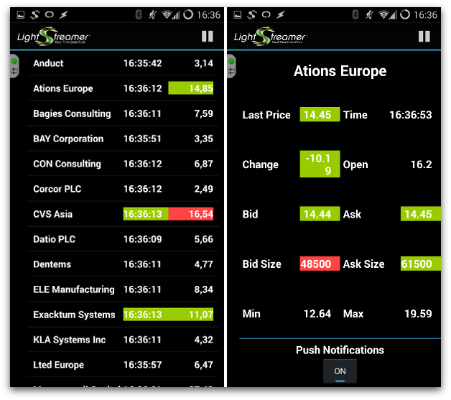 16:36
LightStreamer
Anduct 16:35:42 3,14
Ations Europe 16:36:12 14,85
Bagies Consulting 16:36:11 7,59
BAY Corporation 16:35:51 3,35
CON Consulting 16:36:12 6,87
Corcor PLC 16:36:12 2,49
CVS Asia 16:36:13 16,54
Datio PLC 16:36:09 5,66
Dentems 16:36:11 4,77
ELE Manufacturing 16:36:11 8,34
Exacktum Systems 16:36:13 11,07
KLA Systems Inc 16:36:11 4,32
Lted Europe 16:35:57 6,47
16:36
LightStreamer
Ations Europe
Last Price 14.45 Time 16:36:53
Change -10.1
9 Open 16.2
Bid 14.44 Ask 14.45
Bid Size 48500 Ask Size 61500
Min 12.64 Max 19.59
Push Notifications
ON